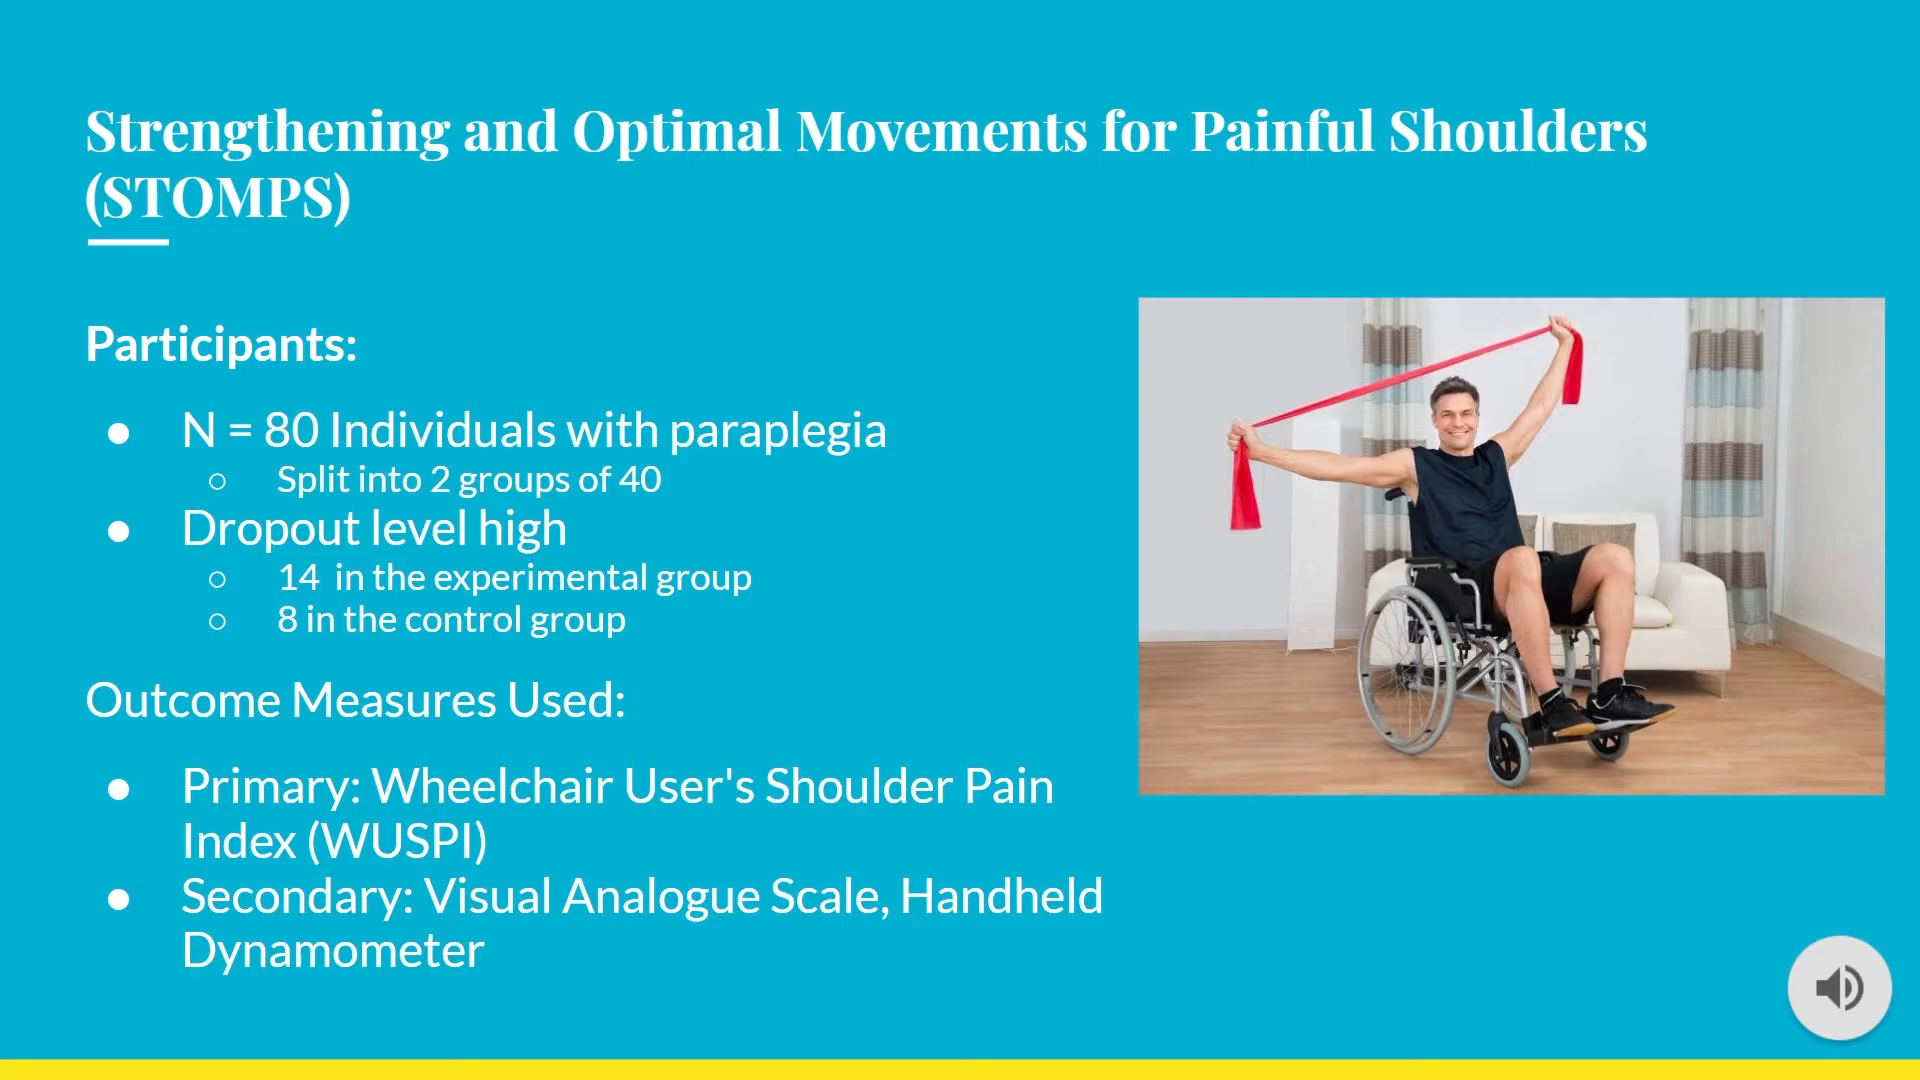 Strengthening and Optimal Movements for Painful Shoulders
(STOMPS)
Participants:
● N = 80 Individuals with paraplegia
○ Split into 2 groups of 40
● Dropout level high
○ 14 in the experimental group
○ 8 in the control group
Outcome Measures Used:
● Primary: Wheelchair User's Shoulder Pain
Index (WUSPI)
● Secondary: Visual Analogue Scale, Handheld
Dynamometer